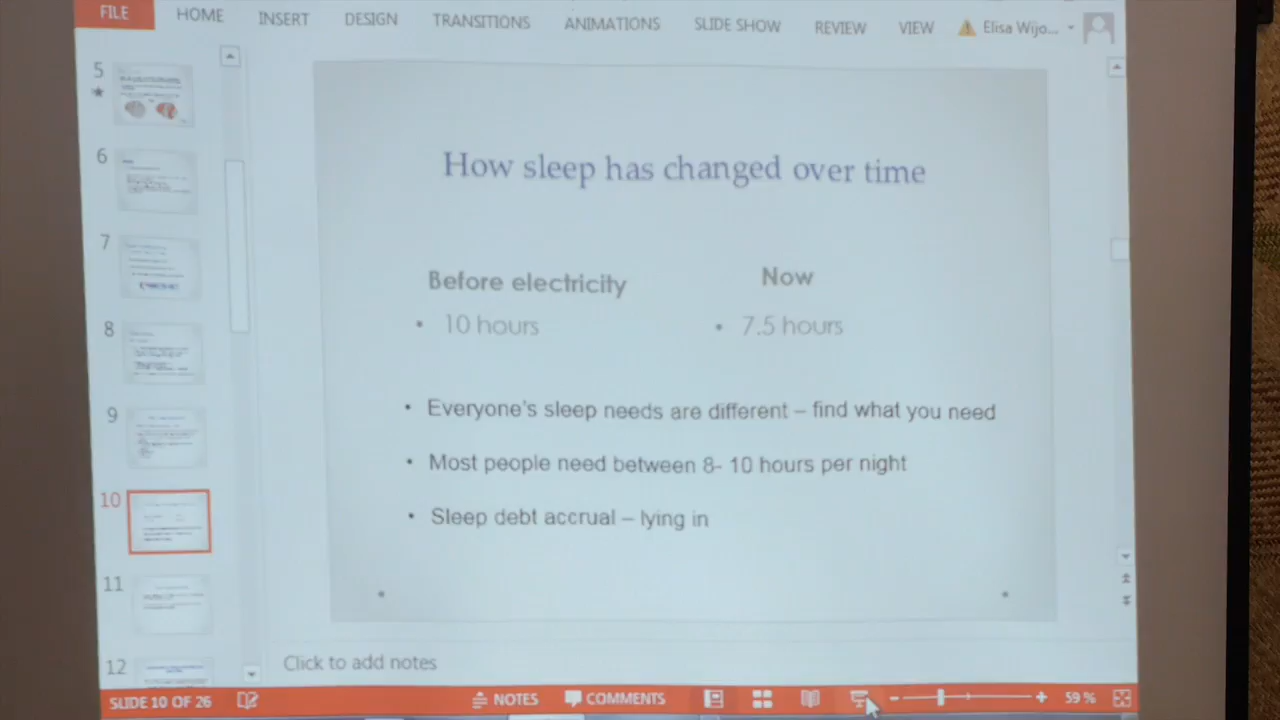 FILE HOME INSERT DESIGN TRANSITIONS ANIMATIONS SLIDE SHOW REVIEW VIEW Elisa Wijo...
5
6
7
8
9
10
11
12
How sleep has changed over time
Before electricity
Now
• 10 hours
• 7.5 hours
• Everyone's sleep needs are different – find what you need
• Most people need between 8- 10 hours per night
• Sleep debt accrual – lying in
Click to add notes
SLIDE 10 OF 26 NOTES COMMENTS 59 %